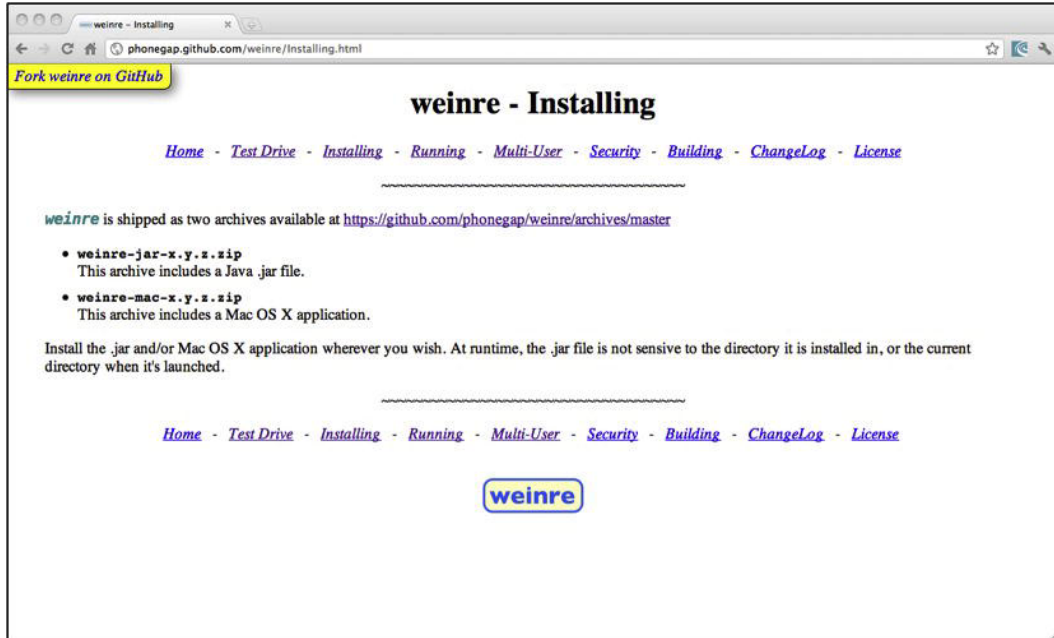 weinre - Installing
phonegap.github.com/weinre/Installing.html
Fork weinre on GitHub
weinre - Installing
Home - Test Drive - Installing - Running - Multi-User - Security - Building - ChangeLog - License
~~~~~~~~~~~~~~~~~~~~~~~~~~~~~~~~~~~~~~
weinre is shipped as two archives available at https://github.com/phonegap/weinre/archives/master
• weinre-jar-x.y.z.zip
This archive includes a Java .jar file.
• weinre-mac-x.y.z.zip
This archive includes a Mac OS X application.
Install the .jar and/or Mac OS X application wherever you wish. At runtime, the .jar file is not sensive to the directory it is installed in, or the current
directory when it's launched.
~~~~~~~~~~~~~~~~~~~~~~~~~~~~~~~~~~~~~~
Home - Test Drive - Installing - Running - Multi-User - Security - Building - ChangeLog - License
weinre